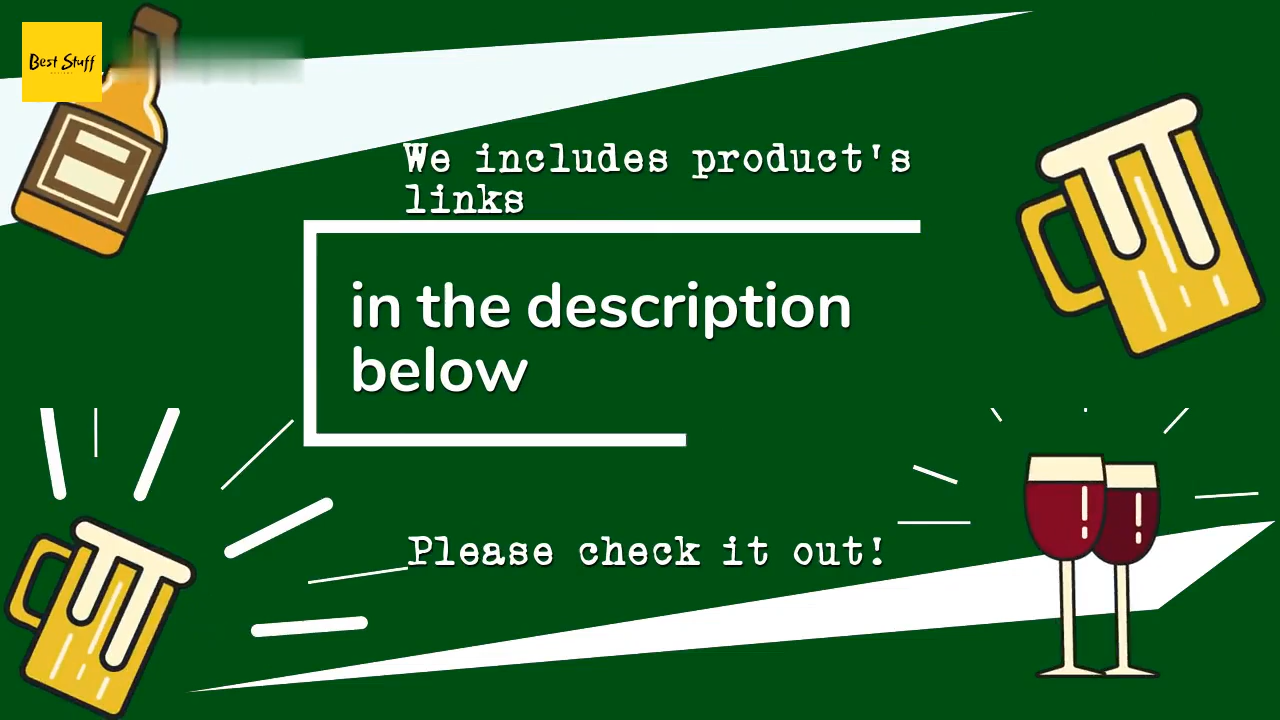 Best Stuff
We includes product's
links
in the description
below
Please check it out!